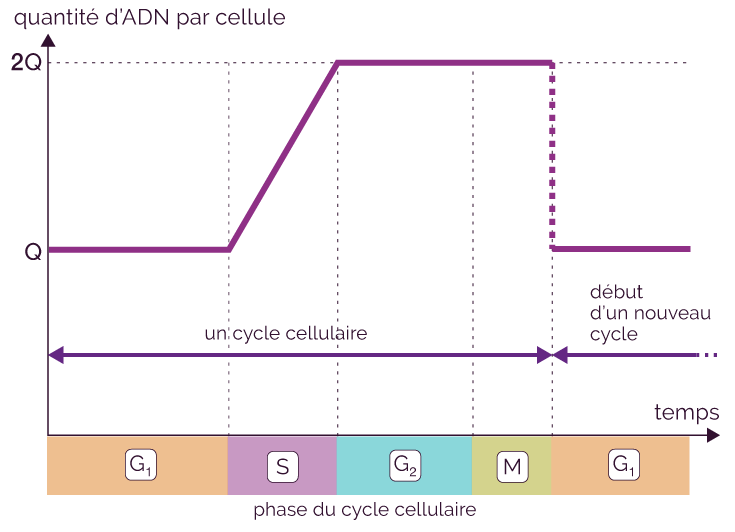 quantité d’ADN par cellule
2Q
Q
un cycle cellulaire
début
d’un nouveau
cycle
temps
G₁ S G₂ M G₁
phase du cycle cellulaire